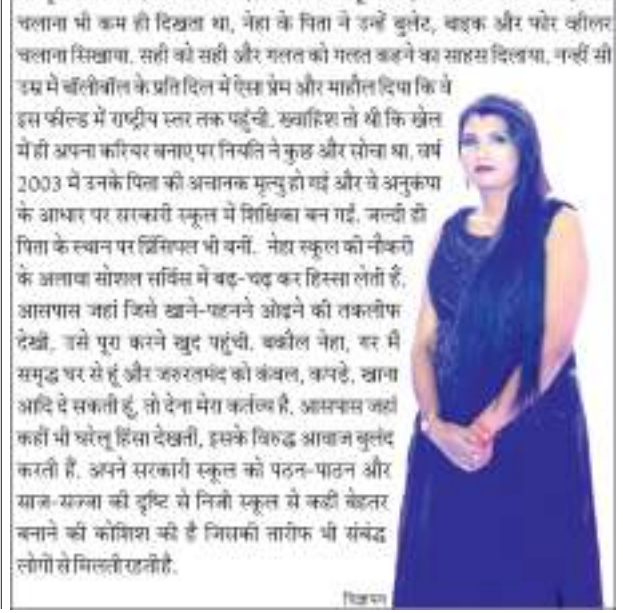 चलाना भी कम ही दिखता था, नेहा के पिता ने उन्हें बुलेट, बाइक और फोर व्हीलर
चलाना सिखाया. सही को सही और गलत को गलत कहने का साहस दिलाया. नन्हीं सी
उम्र में बॉलीबॉल के प्रति दिल में ऐसा प्रेम और माहौल दिया कि वे
इस फील्ड में राष्ट्रीय स्तर तक पहुंची. ख्वाहिश तो थी कि खेल
में ही अपना करियर बनाए पर नियति ने कुछ और सोचा था. वर्ष
2003 में उनके पिता की अचानक मृत्यु हो गई और वे अनुकंपा
के आधार पर सरकारी स्कूल में शिक्षिका बन गईं. जल्दी ही
पिता के स्थान पर प्रिंसिपल भी बनीं. नेहा स्कूल की नौकरी
के अलावा सोशल सर्विस में बढ़-चढ़ कर हिस्सा लेती हैं.
आसपास जहां जिसे खाने-पहनने ओढ़ने की तकलीफ
देखी, उसे पूरा करने खुद पहुंची. बकौल नेहा, गर मैं
समृद्ध घर से हूं और जरुरतमंद को कंबल, कपड़े, खाना
आदि दे सकती हूं, तो देना मेरा कर्तव्य है. आसपास जहां
कहीं भी घरेलू हिंसा देखतीं, इसके विरुद्ध आवाज बुलंद
करती हैं. अपने सरकारी स्कूल को पठन-पाठन और
साज-सज्जा की दृष्टि से निजी स्कूल से कहीं बेहतर
बनाने की कोशिश की है जिसकी तारीफ भी संबंद्ध
लोगों से मिलती रहती है.
विज्ञापन